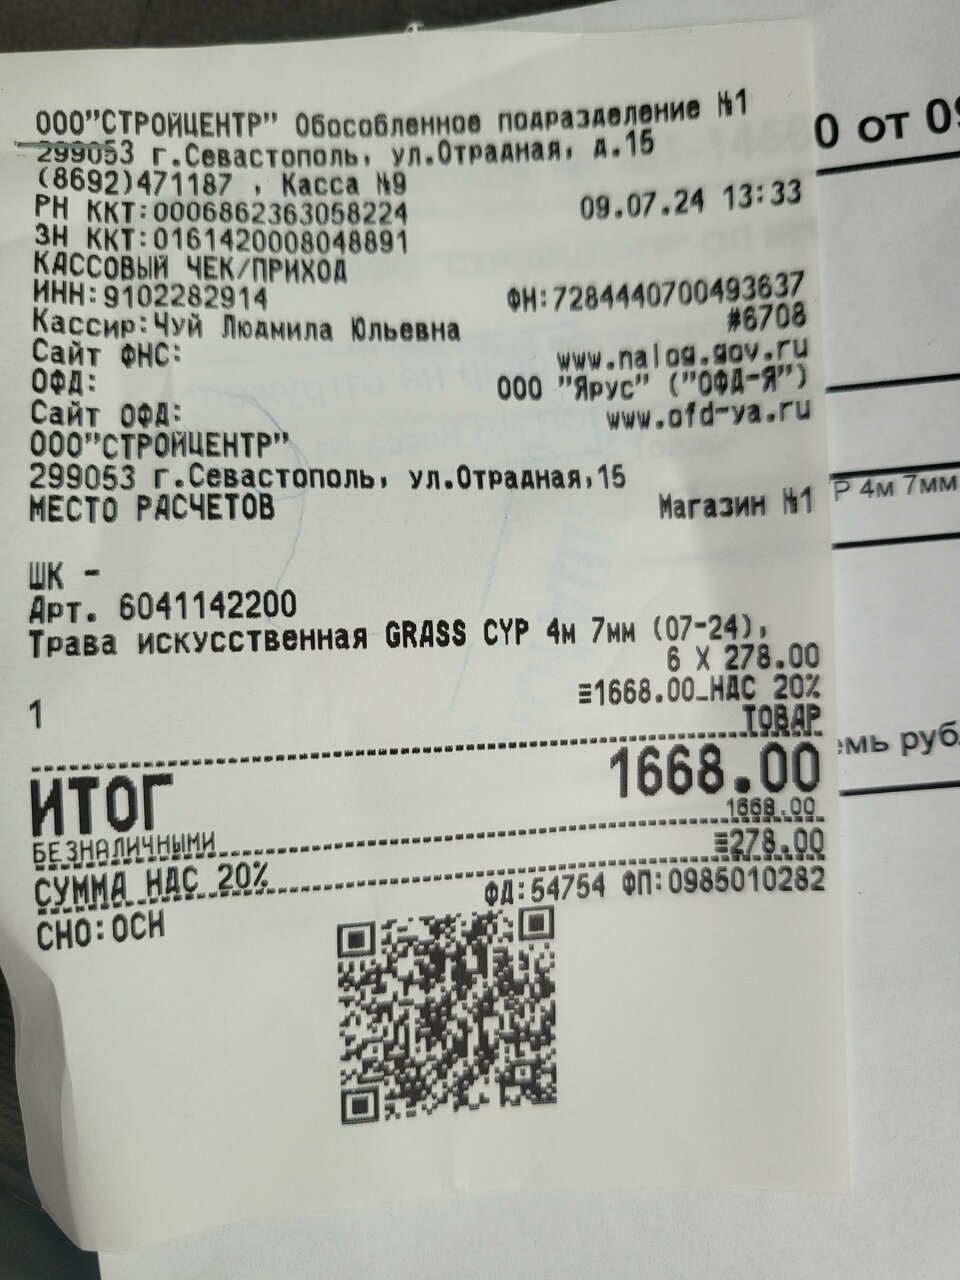 ООО"СТРОЙЦЕНТР" Обособленное подразделение №1
299053 г.Севастополь, ул.Отрадная, д.15
(8692)471187 , Касса №9
РН ККТ:0006862363058224 09.07.24 13:33
ЗН ККТ:0161420008048891
КАССОВЫЙ ЧЕК/ПРИХОД
ИНН:9102282914 ФН:7284440700493637
Кассир:Чуй Людмила Юльевна #6708
Сайт ФНС: www.nalog.gov.ru
ОФД: ООО "Ярус" ("ОФД-Я")
Сайт ОФД: www.ofd-ya.ru
ООО"СТРОЙЦЕНТР"
299053 г.Севастополь, ул.Отрадная,15
МЕСТО РАСЧЕТОВ Магазин №1
ШК -
Арт. 6041142200
Трава искусственная GRASS CYP 4м 7мм (07-24),
6 X 278.00
≡1668.00_НДС 20%
1 ТОВАР
ИТОГ 1668.00
БЕЗНАЛИЧНЫМИ 1668.00
СУММА НДС 20% ≡278.00
ФД:54754 ФП:0985010282
СНО:ОСН
0 от 09
P 4м 7мм
емь руб